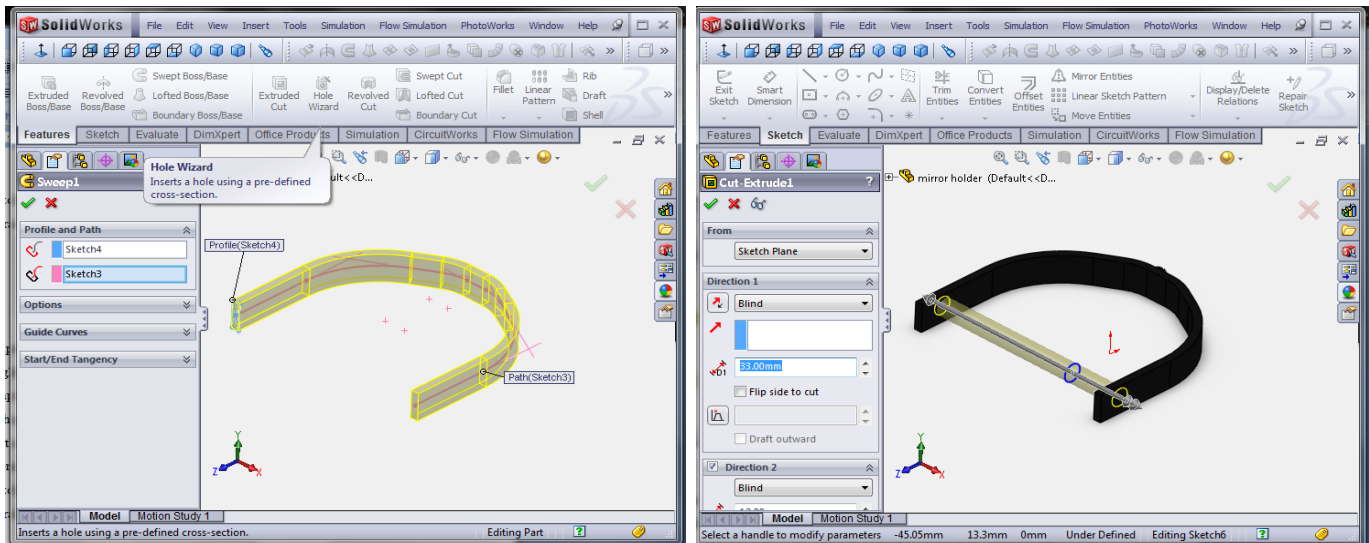 SolidWorks File Edit View Insert Tools Simulation Flow Simulation PhotoWorks Window Help
Extruded Boss/Base
Revolved Boss/Base
Swept Boss/Base
Lofted Boss/Base
Boundary Boss/Base
Extruded Cut
Hole Wizard
Revolved Cut
Swept Cut
Lofted Cut
Boundary Cut
Fillet
Linear Pattern
Rib
Draft
Shell
Features Sketch Evaluate DimXpert Office Products Simulation CircuitWorks Flow Simulation
Hole Wizard
Inserts a hole using a pre-defined
cross-section.
ult<<D...
Sweep1
Profile and Path
Sketch4
Sketch3
Options
Guide Curves
Start/End Tangency
Profile(Sketch4)
Path(Sketch3)
Y
Z
X
Model Motion Study 1
Inserts a hole using a pre-defined cross-section. Editing Part
SolidWorks File Edit View Insert Tools Simulation Flow Simulation PhotoWorks Window Help
Exit Sketch
Smart Dimension
Trim Entities
Convert Entities
Offset Entities
Mirror Entities
Linear Sketch Pattern
Move Entities
Display/Delete Relations
Repair Sketch
Features Sketch Evaluate DimXpert Office Products Simulation CircuitWorks Flow Simulation
mirror holder (Default<<D...
Cut-Extrude1 ?
From
Sketch Plane
Direction 1
Blind
D1 33.00mm
Flip side to cut
Draft outward
Direction 2
Blind
Y
Z
X
Model Motion Study 1
Select a handle to modify parameters -45.05mm 13.3mm 0mm Under Defined Editing Sketch6